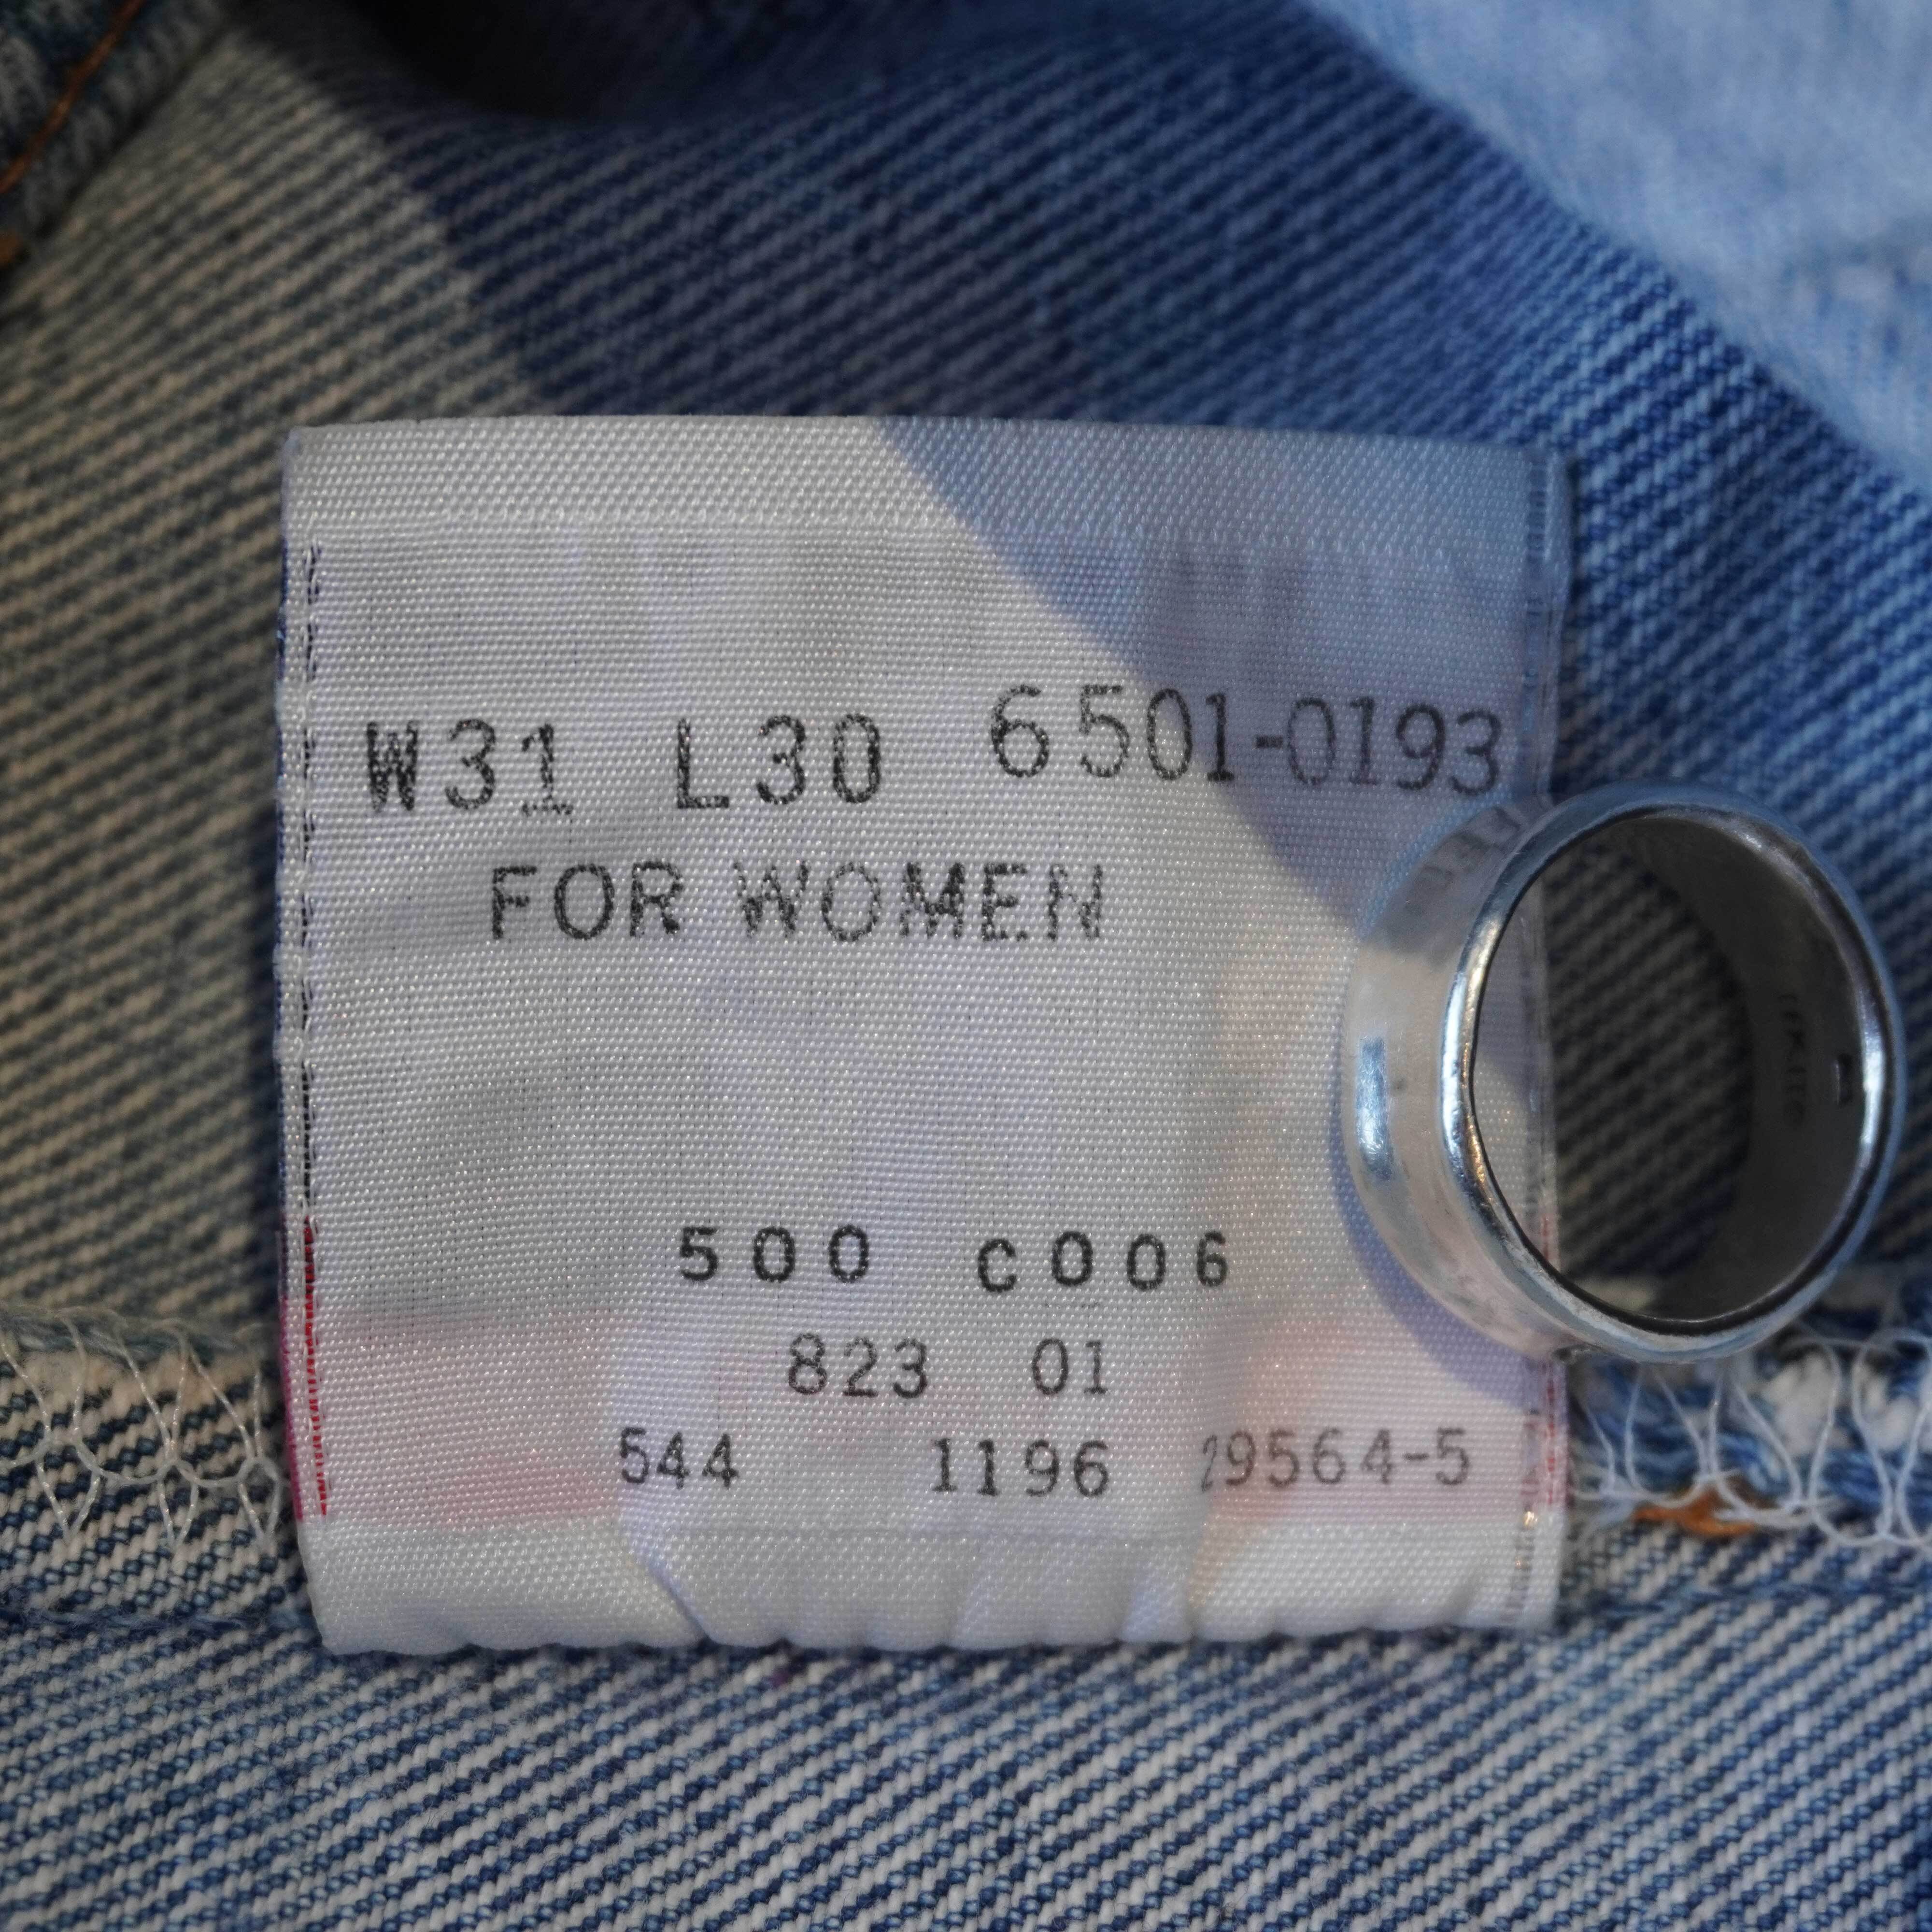 W31 L30 6501-0193
FOR WOMEN
500 C006
823 01
544 1196 29564-5